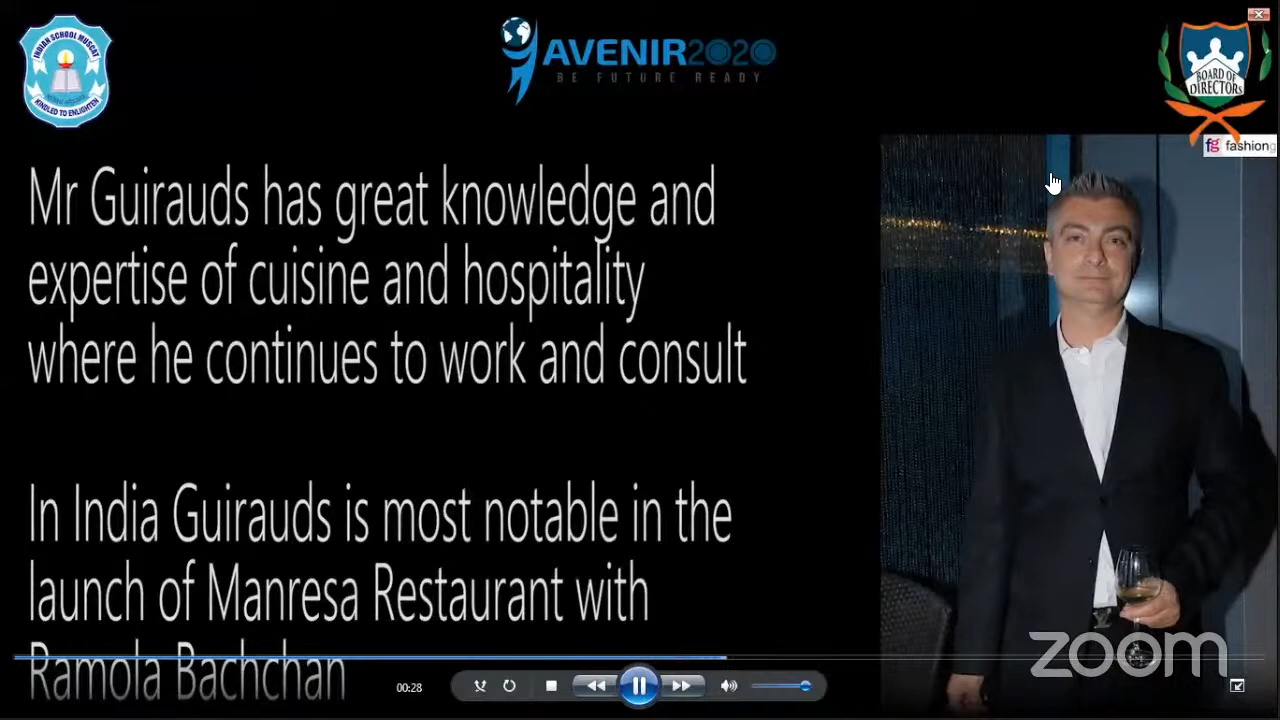 INDIAN SCHOOL MUSCAT
KINDLED TO ENLIGHTEN
AVENIR2020
BE FUTURE READY
BOARD OF
DIRECTORS
fg fashiong
Mr Guirauds has great knowledge and
expertise of cuisine and hospitality
where he continues to work and consult
In India Guirauds is most notable in the
launch of Manresa Restaurant with
Ramola Bachchan
zoom
00:28